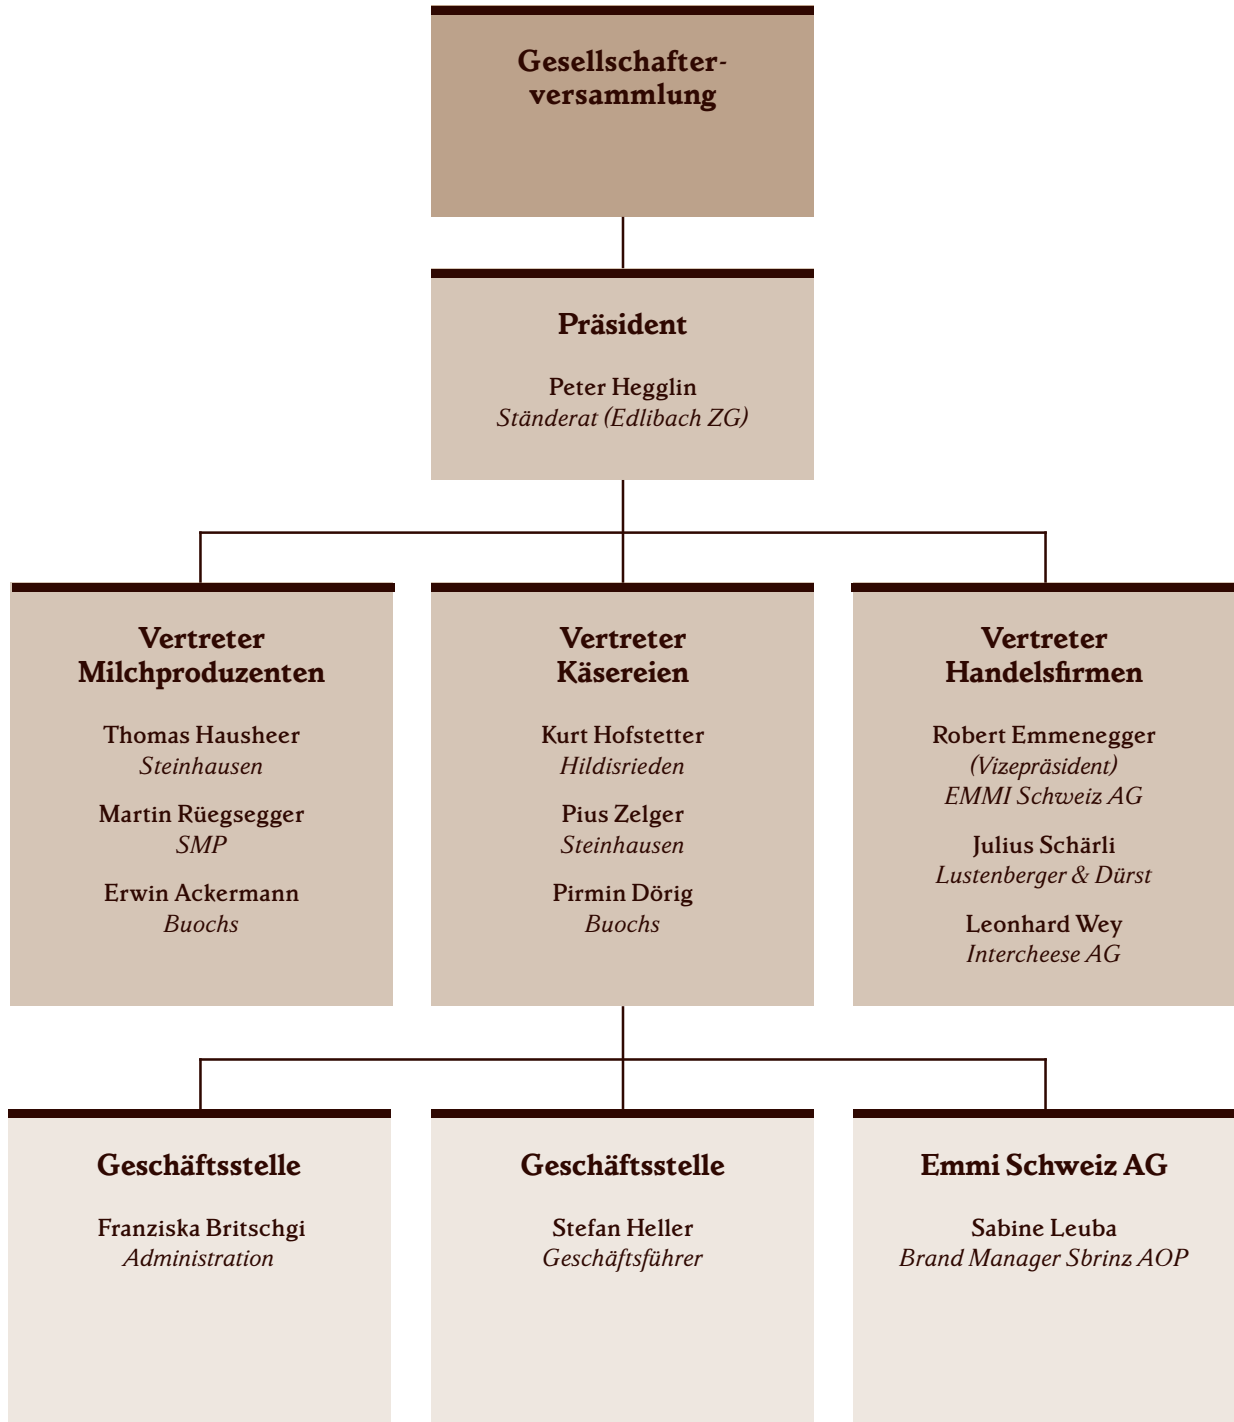 Gesellschafter-
versammlung
Präsident
Peter Hegglin
Ständerat (Edlibach ZG)
Vertreter
Milchproduzenten
Thomas Hausheer
Steinhausen
Martin Rüegsegger
SMP
Erwin Ackermann
Buochs
Vertreter
Käsereien
Kurt Hofstetter
Hildisrieden
Pius Zelger
Steinhausen
Pirmin Dörig
Buochs
Vertreter
Handelsfirmen
Robert Emmenegger
(Vizepräsident)
EMMI Schweiz AG
Julius Schärli
Lustenberger & Dürst
Leonhard Wey
Intercheese AG
Geschäftsstelle
Franziska Britschgi
Administration
Geschäftsstelle
Stefan Heller
Geschäftsführer
Emmi Schweiz AG
Sabine Leuba
Brand Manager Sbrinz AOP